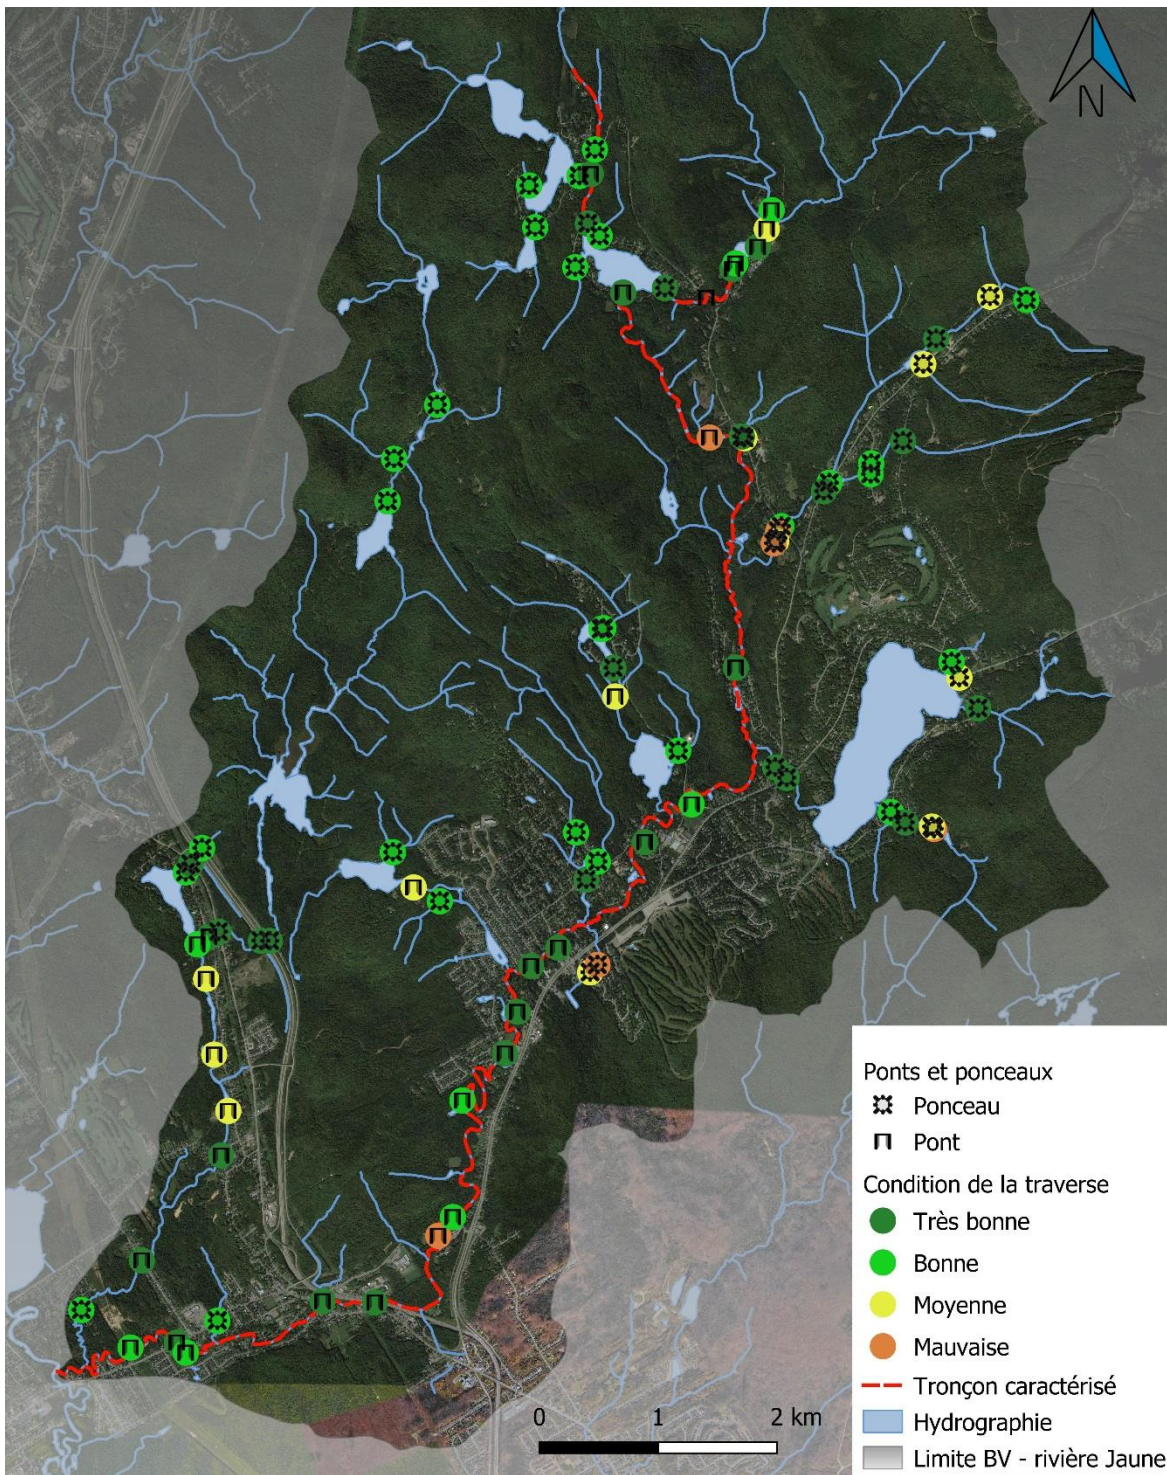 N
Ponts et ponceaux
Ponceau
Pont
Condition de la traverse
Très bonne
Bonne
Moyenne
Mauvaise
Tronçon caractérisé
Hydrographie
Limite BV - rivière Jaune
0 1 2 km